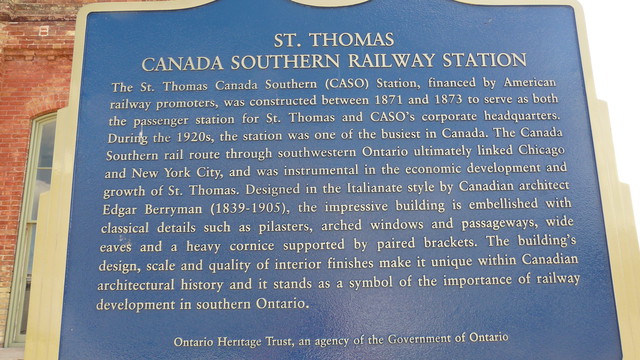 ST. THOMAS
CANADA SOUTHERN RAILWAY STATION
The St. Thomas Canada Southern (CASO) Station, financed by American
railway promoters, was constructed between 1871 and 1873 to serve as both
the passenger station for St. Thomas and CASO's corporate headquarters.
During the 1920s, the station was one of the busiest in Canada. The Canada
Southern rail route through southwestern Ontario ultimately linked Chicago
and New York City, and was instrumental in the economic development and
growth of St. Thomas. Designed in the Italianate style by Canadian architect
Edgar Berryman (1839-1905), the impressive building is embellished with
classical details such as pilasters, arched windows and passageways, wide
eaves and a heavy cornice supported by paired brackets. The building's
design, scale and quality of interior finishes make it unique within Canadian
architectural history and it stands as a symbol of the importance of railway
development in southern Ontario.
Ontario Heritage Trust, an agency of the Government of Ontario